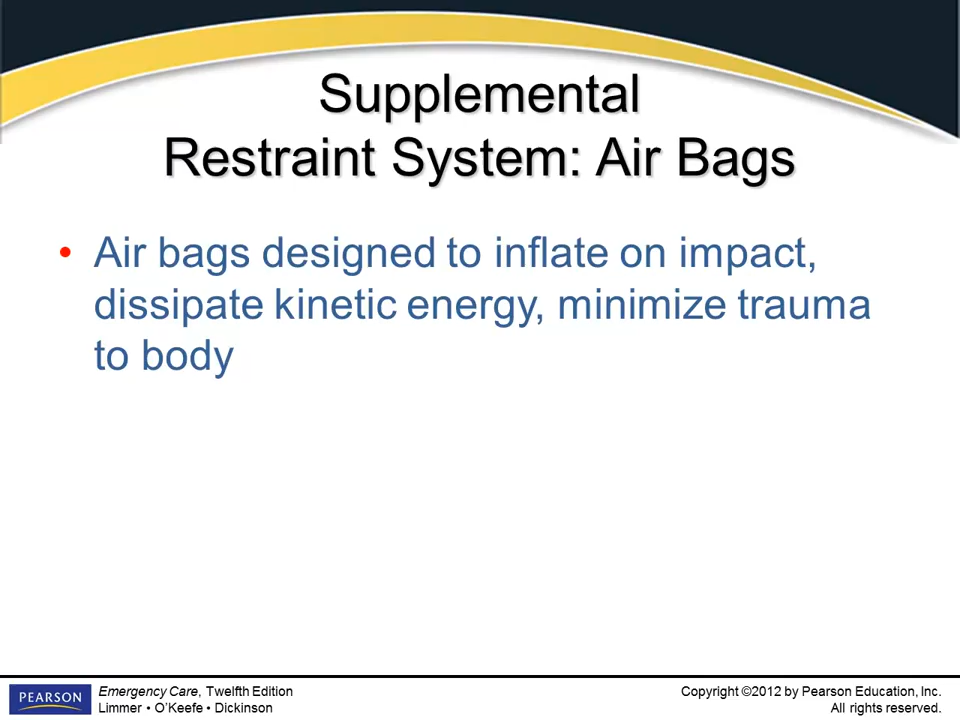 Supplemental
Restraint System: Air Bags
• Air bags designed to inflate on impact,
dissipate kinetic energy, minimize trauma
to body
PEARSON
Emergency Care, Twelfth Edition
Limmer • O'Keefe • Dickinson
Copyright ©2012 by Pearson Education, Inc.
All rights reserved.